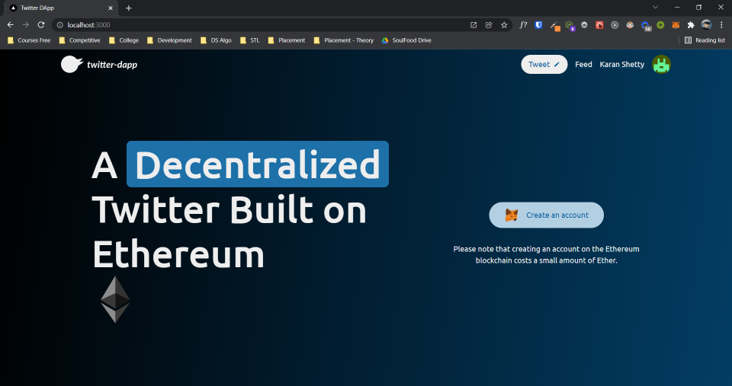 Twitter DApp
localhost:3000
Courses Free
Competitive
College
Development
DS Algo
STL
Placement
Placement - Theory
SoulFood Drive
Reading list
twitter-dapp
Tweet
Feed
Karan Shetty
A Decentralized
Twitter Built on
Ethereum
Create an account
Please note that creating an account on the Ethereum
blockchain costs a small amount of Ether.